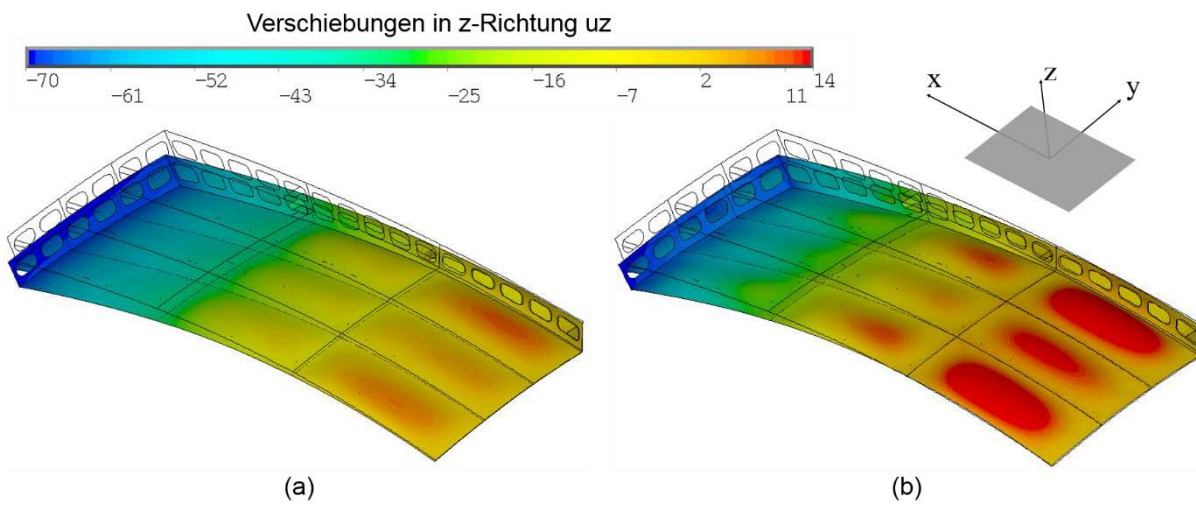 Verschiebungen in z-Richtung uz
−70 −52 −34 −16 2 14
−61 −43 −25 −7 11
x z y
(a) (b)